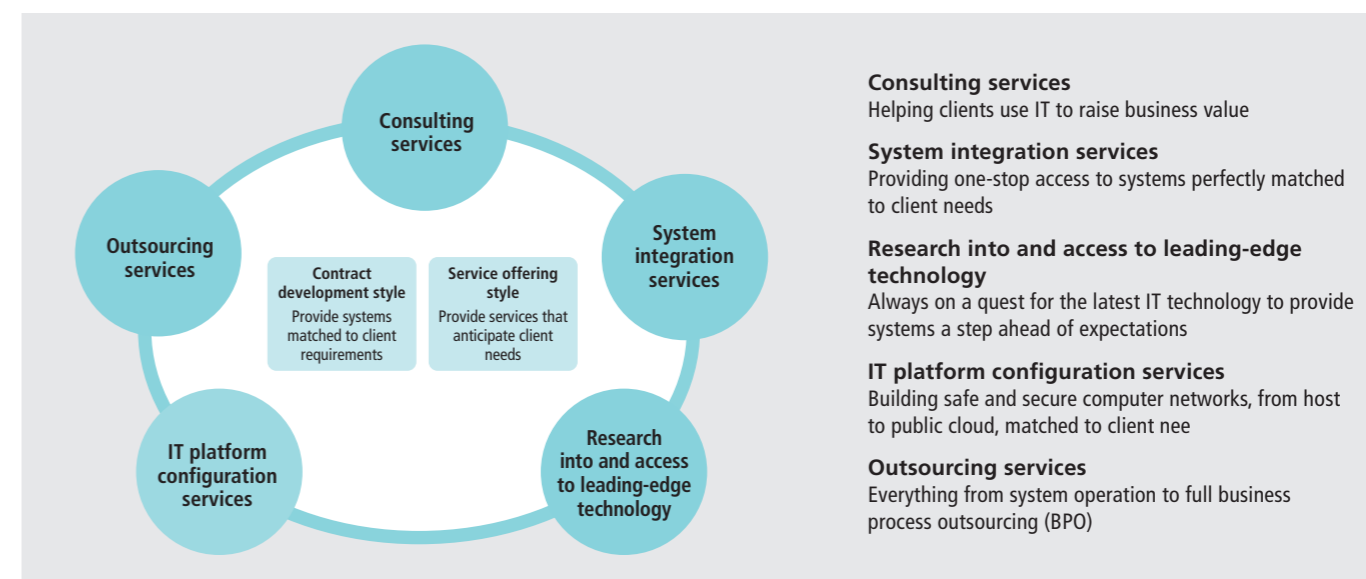 Consulting
services
Outsourcing
services
System
integration
services
Contract
development style
Provide systems
matched to client
requirements
Service offering
style
Provide services that
anticipate client
needs
IT platform
configuration
services
Research
into and access
to leading-edge
technology
Consulting services
Helping clients use IT to raise business value
System integration services
Providing one-stop access to systems perfectly matched
to client needs
Research into and access to leading-edge
technology
Always on a quest for the latest IT technology to provide
systems a step ahead of expectations
IT platform configuration services
Building safe and secure computer networks, from host
to public cloud, matched to client nee
Outsourcing services
Everything from system operation to full business
process outsourcing (BPO)